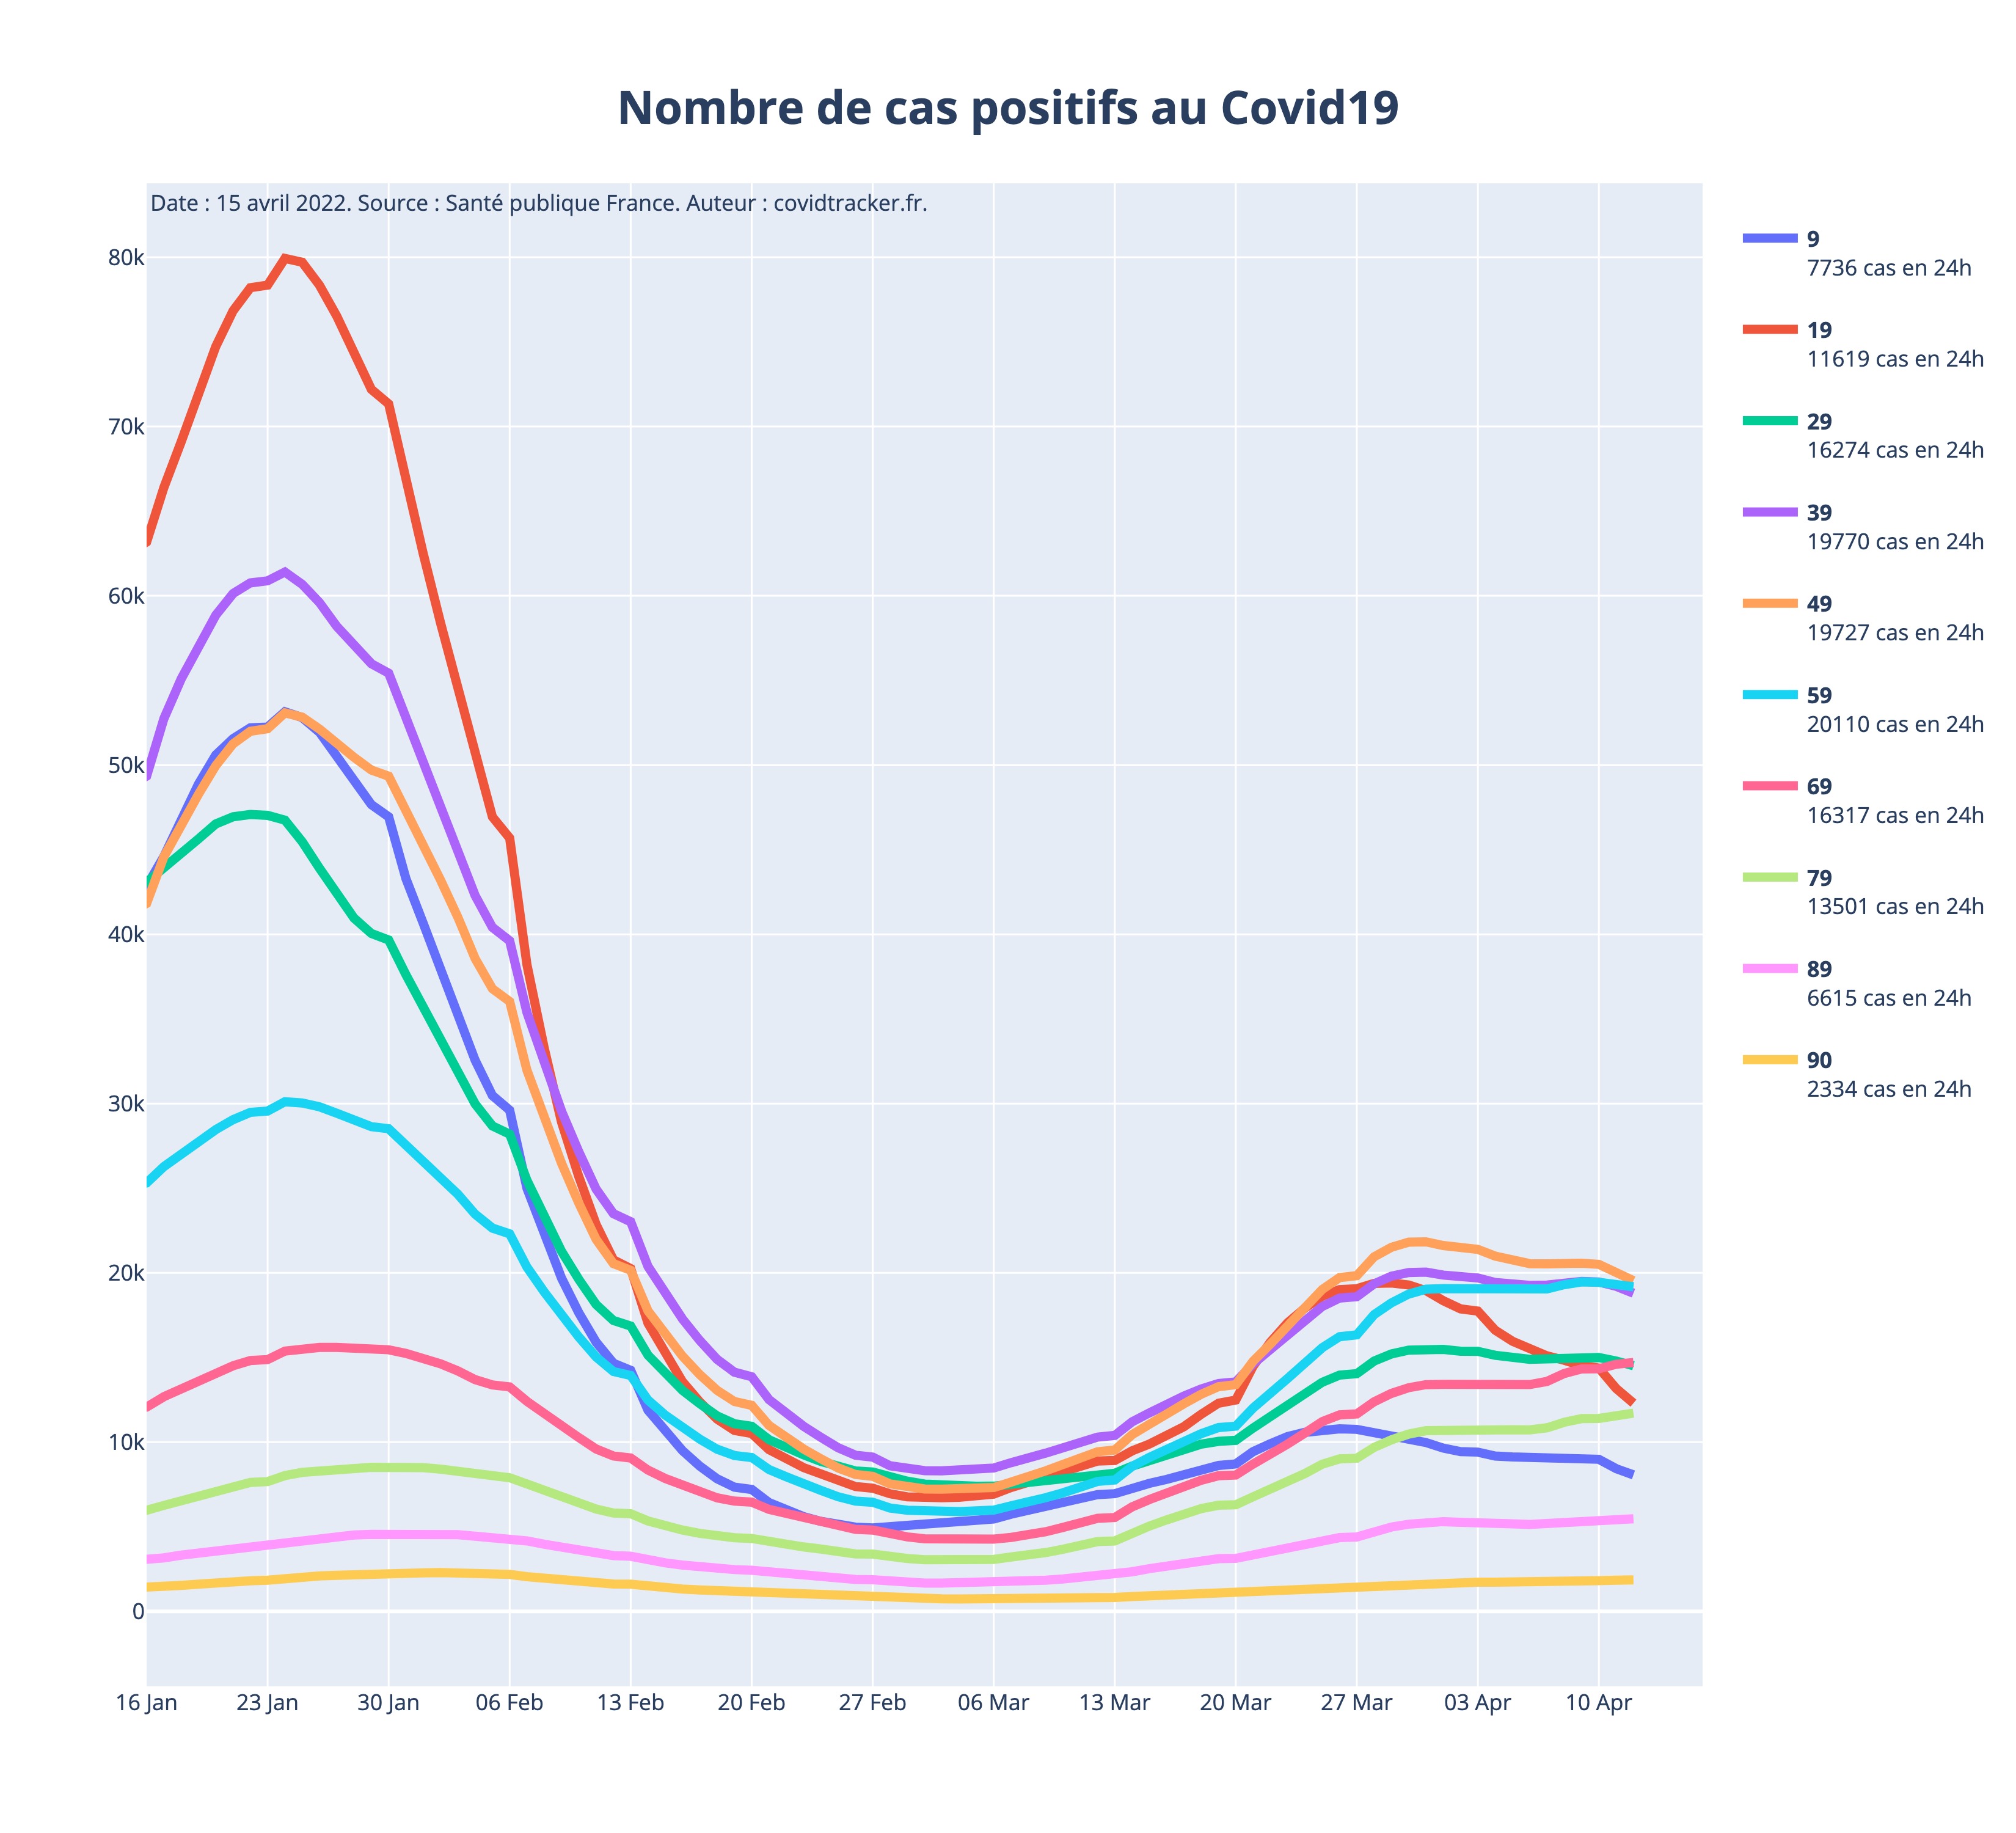 Nombre de cas positifs au Covid19
Date : 15 avril 2022. Source : Santé publique France. Auteur : covidtracker.fr.
80k
70k
60k
50k
40k
30k
20k
10k
0
16 Jan
23 Jan
30 Jan
06 Feb
13 Feb
20 Feb
27 Feb
06 Mar
13 Mar
20 Mar
27 Mar
03 Apr
10 Apr
9
7736 cas en 24h
19
11619 cas en 24h
29
16274 cas en 24h
39
19770 cas en 24h
49
19727 cas en 24h
59
20110 cas en 24h
69
16317 cas en 24h
79
13501 cas en 24h
89
6615 cas en 24h
90
2334 cas en 24h